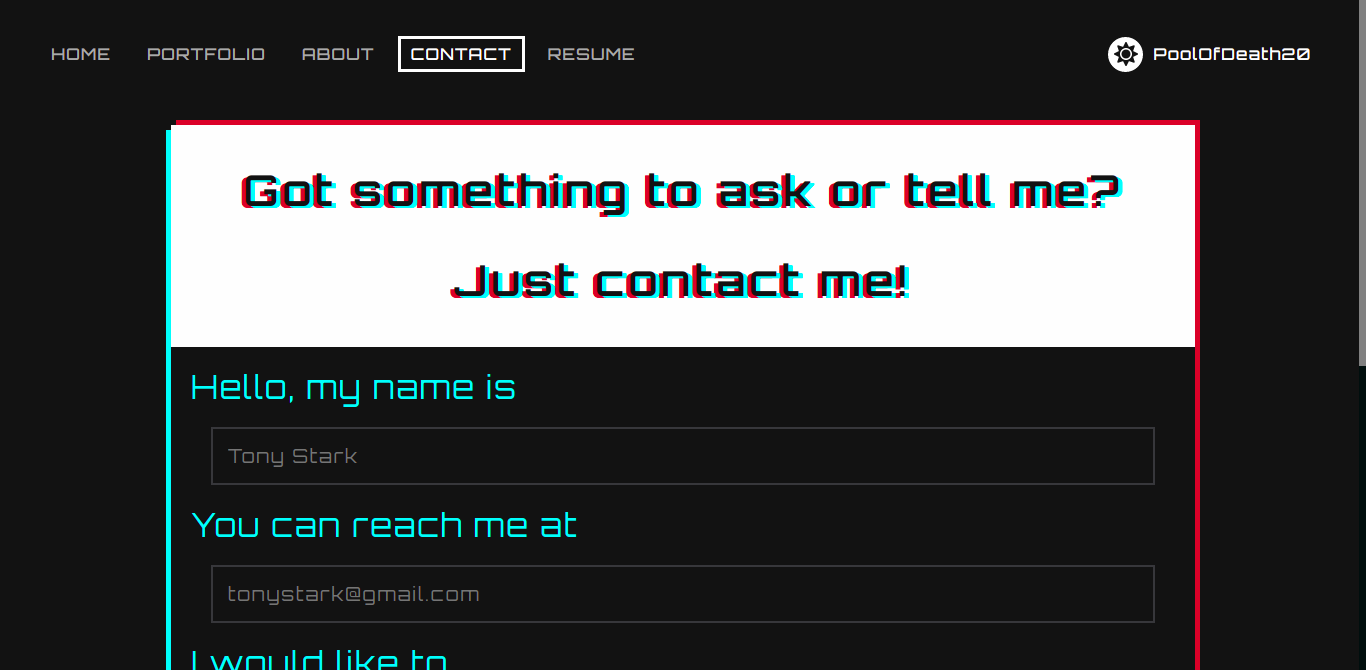 HOME PORTFOLIO ABOUT CONTACT RESUME PoolOfDeath20
Got something to ask or tell me?
Just contact me!
Hello, my name is
Tony Stark
You can reach me at
tonystark@gmail.com
I would like to